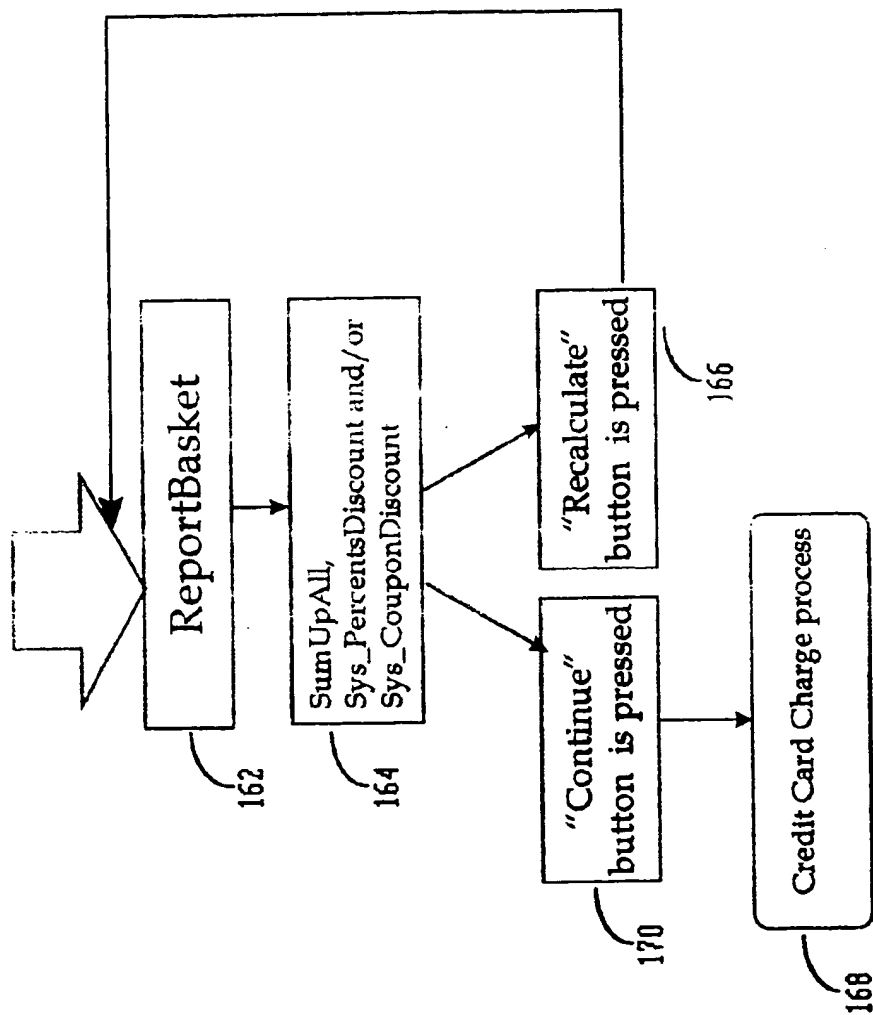 ReportBasket
162
SumUpAll,
Sys_PercentsDiscount and/or
Sys_CouponDiscount
164
"Continue"
button is pressed
170
"Recalculate"
button is pressed
166
Credit Card Charge process
168